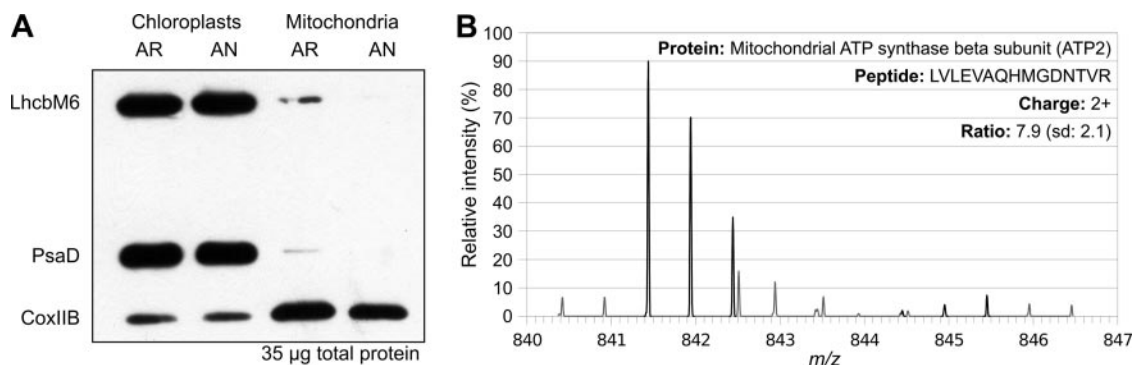 A
Chloroplasts Mitochondria
AR AN AR AN
LhcbM6
PsaD
CoxIIB
35 µg total protein
B
Protein: Mitochondrial ATP synthase beta subunit (ATP2)
Peptide: LVLEVAQHMGDNTVR
Charge: 2+
Ratio: 7.9 (sd: 2.1)
Relative intensity (%)
100
90
80
70
60
50
40
30
20
10
0
840 841 842 843 844 845 846 847
m/z